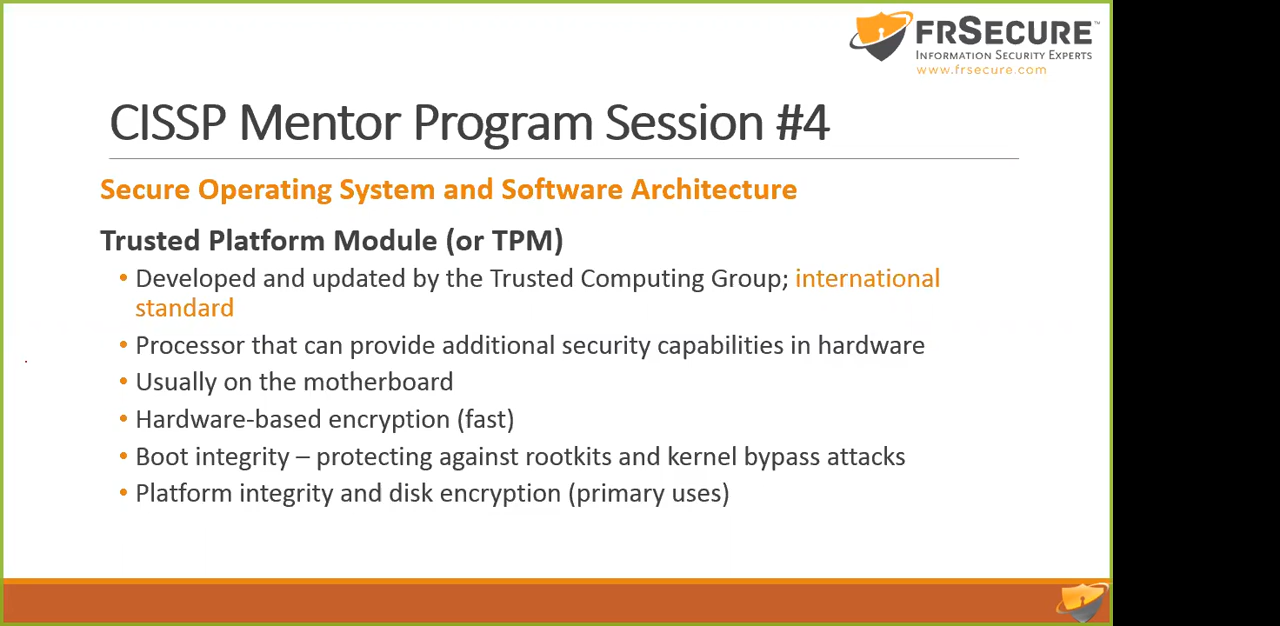 FRSECURE™
INFORMATION SECURITY EXPERTS
www.frsecure.com
CISSP Mentor Program Session #4
Secure Operating System and Software Architecture
Trusted Platform Module (or TPM)
• Developed and updated by the Trusted Computing Group; international
standard
• Processor that can provide additional security capabilities in hardware
• Usually on the motherboard
• Hardware-based encryption (fast)
• Boot integrity – protecting against rootkits and kernel bypass attacks
• Platform integrity and disk encryption (primary uses)